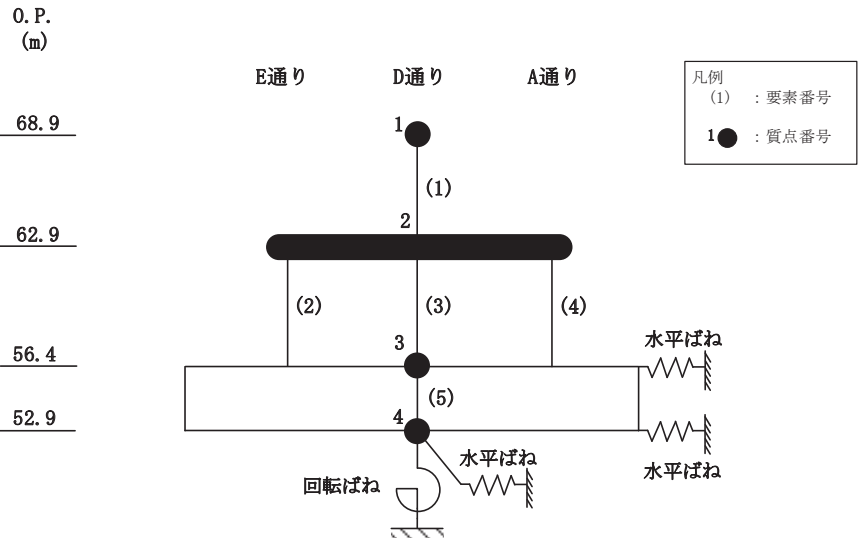 O.P.
(m)
E通り D通り A通り
凡例
(1) : 要素番号
1 : 質点番号
68.9
1
(1)
2
62.9
(2) (3) (4)
3
水平ばね
56.4
(5)
4
52.9
水平ばね
水平ばね
回転ばね